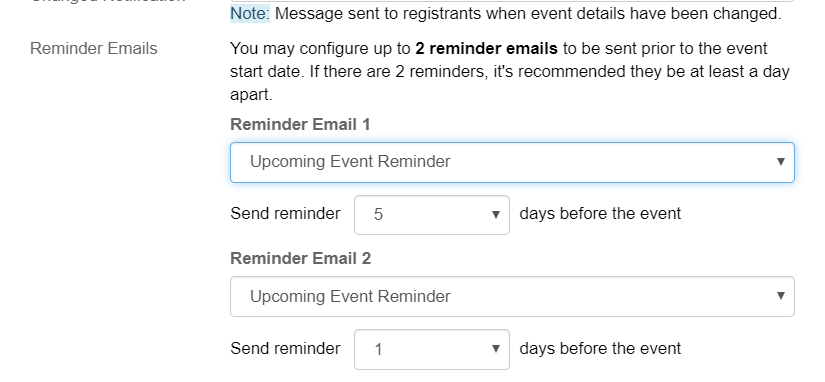 Note: Message sent to registrants when event details have been changed.
Reminder Emails
You may configure up to 2 reminder emails to be sent prior to the event
start date. If there are 2 reminders, it's recommended they be at least a day
apart.
Reminder Email 1
Upcoming Event Reminder
Send reminder 5 days before the event
Reminder Email 2
Upcoming Event Reminder
Send reminder 1 days before the event